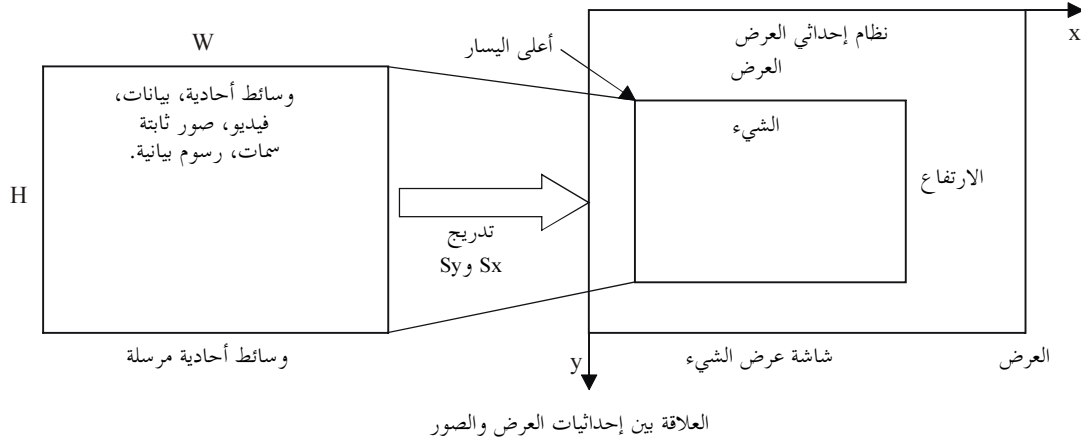 x
نظام إحداثي العرض
العرض
أعلى اليسار
W
وسائط أحادية، بيانات،
فيديو، صور ثابتة
سمات، رسوم بيانية.
الشيء
الارتفاع
H
تدريج
Sx وSy
وسائط أحادية مرسلة
y
شاشة عرض الشيء
العرض
العلاقة بين إحداثيات العرض والصور